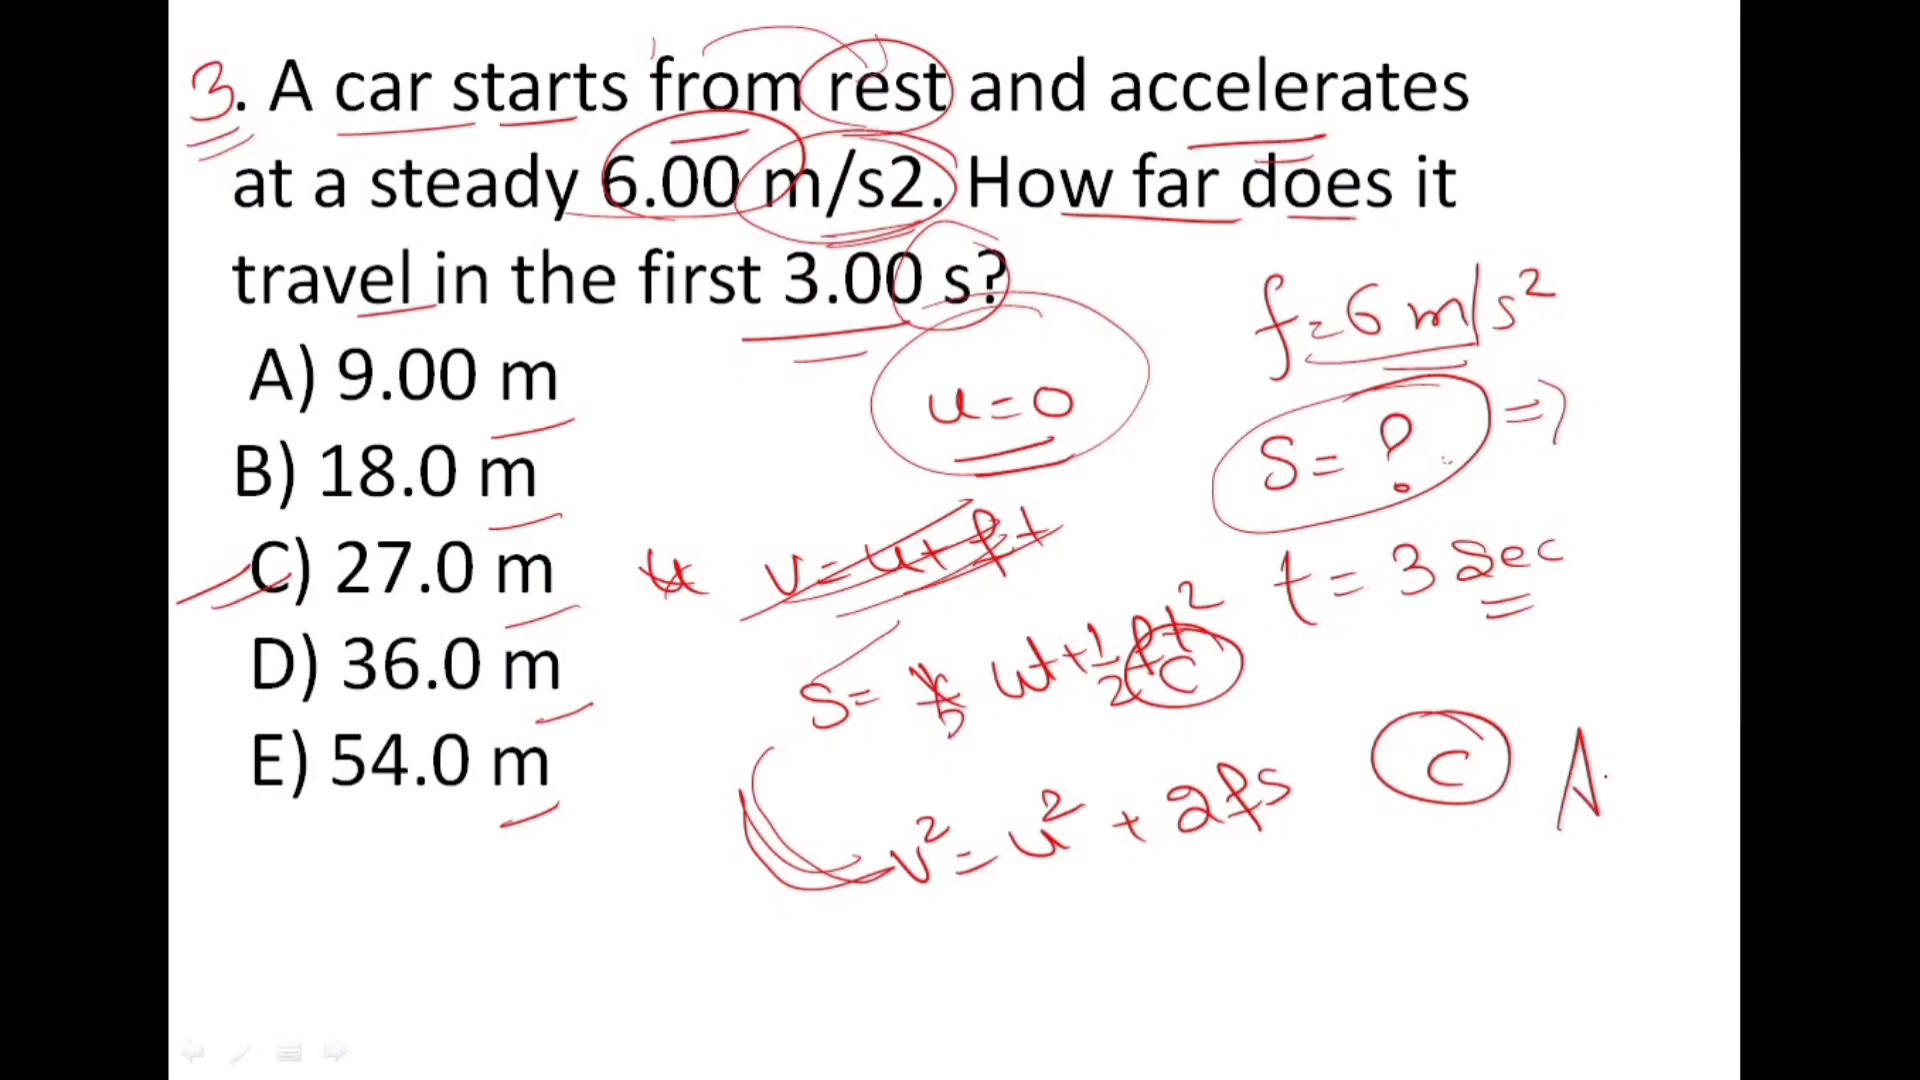 3. A car starts from rest and accelerates
at a steady 6.00 m/s2. How far does it
travel in the first 3.00 s?
f=6 m/s²
A) 9.00 m
u=0
S= ? ⇒
B) 18.0 m
v=u+ft
C) 27.0 m
t = 3 sec
S= ut+1/2ft²
C
D) 36.0 m
C A
E) 54.0 m
v²=u²+2fs